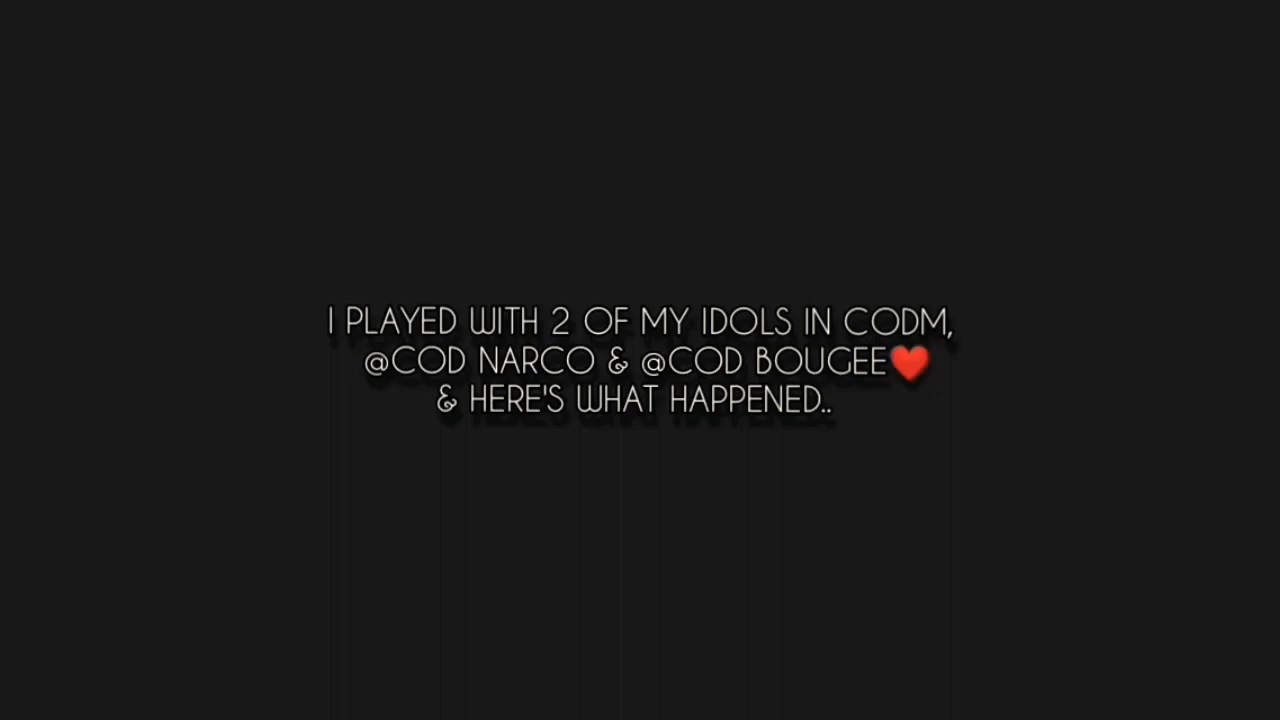 I PLAYED WITH 2 OF MY IDOLS IN CODM,
@COD NARCO & @COD BOUGEE❤️
& HERE'S WHAT HAPPENED..